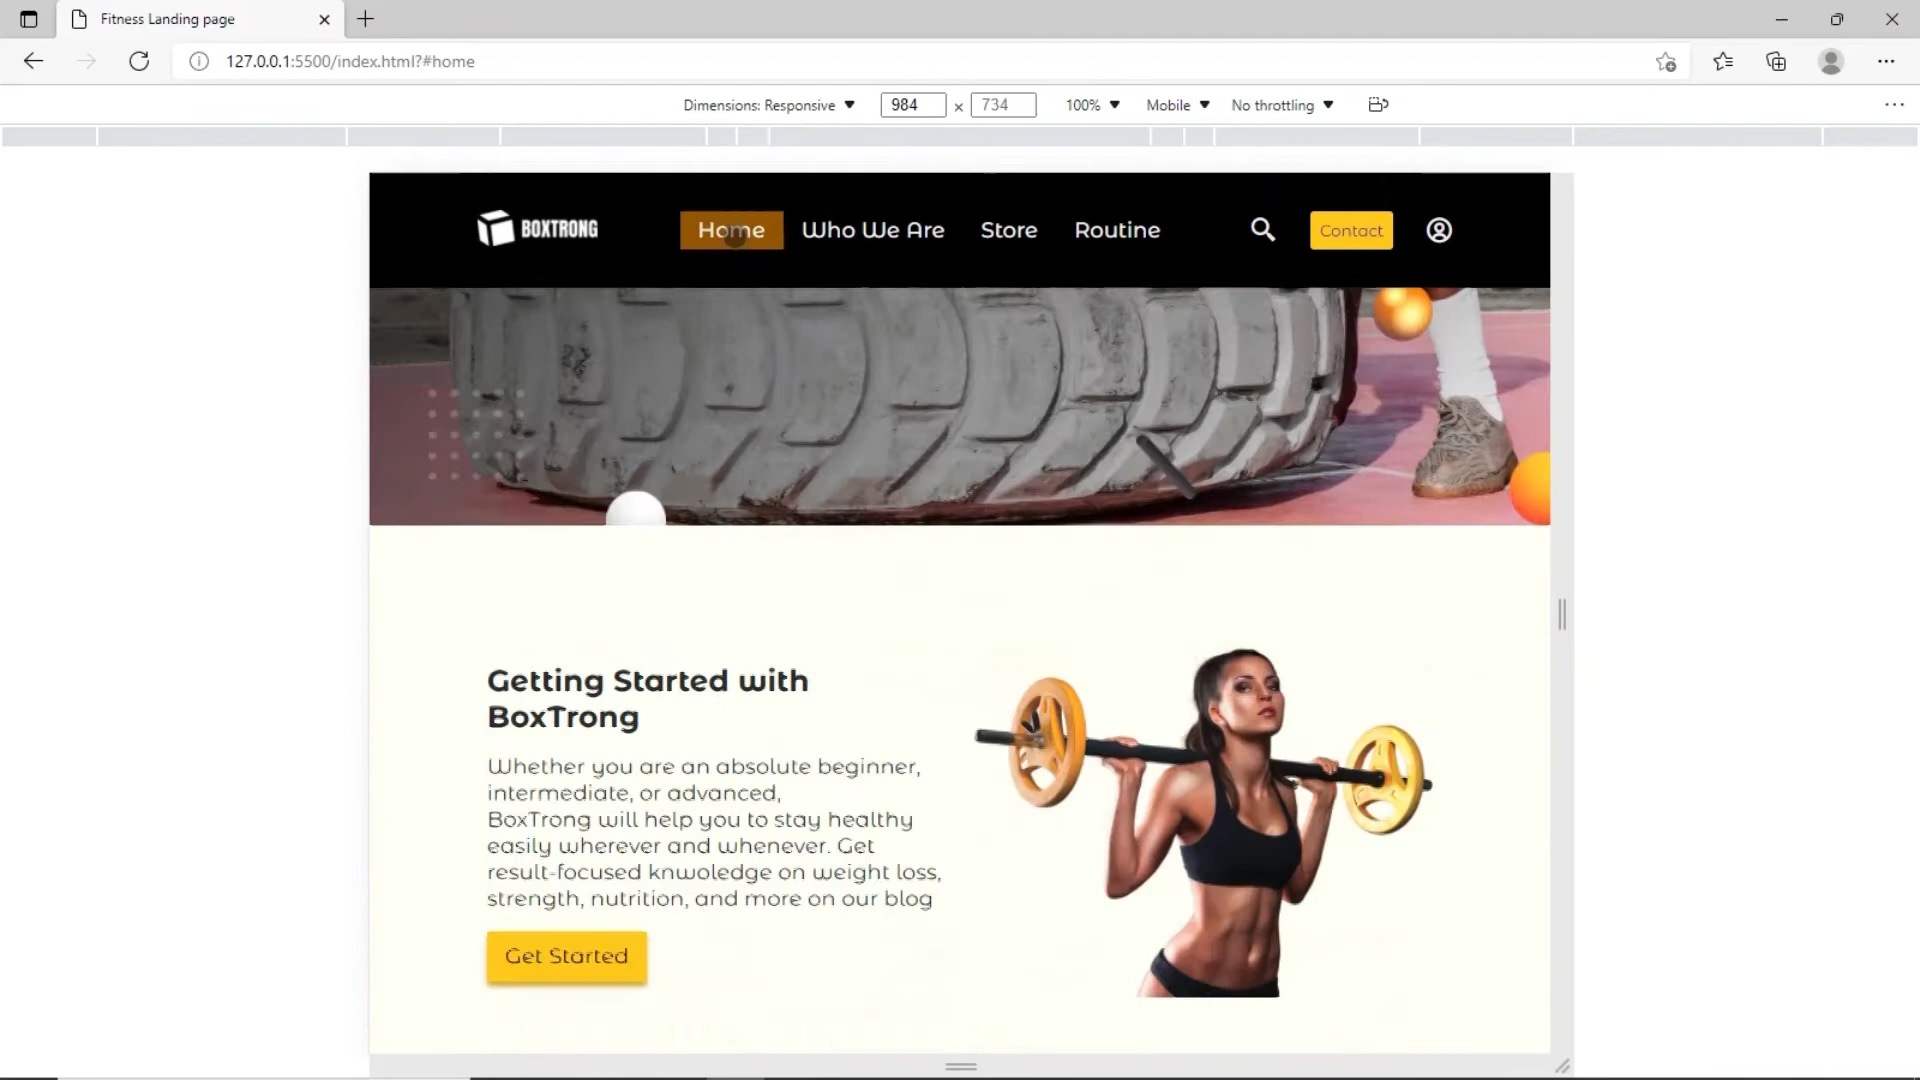 Fitness Landing page
127.0.0.1:5500/index.html?#home
Dimensions: Responsive 984 x 734 100% Mobile No throttling
BOXTRONG Home Who We Are Store Routine Contact
Getting Started with
BoxTrong
Whether you are an absolute beginner,
intermediate, or advanced,
BoxTrong will help you to stay healthy
easily wherever and whenever. Get
result-focused knwoledge on weight loss,
strength, nutrition, and more on our blog
Get Started